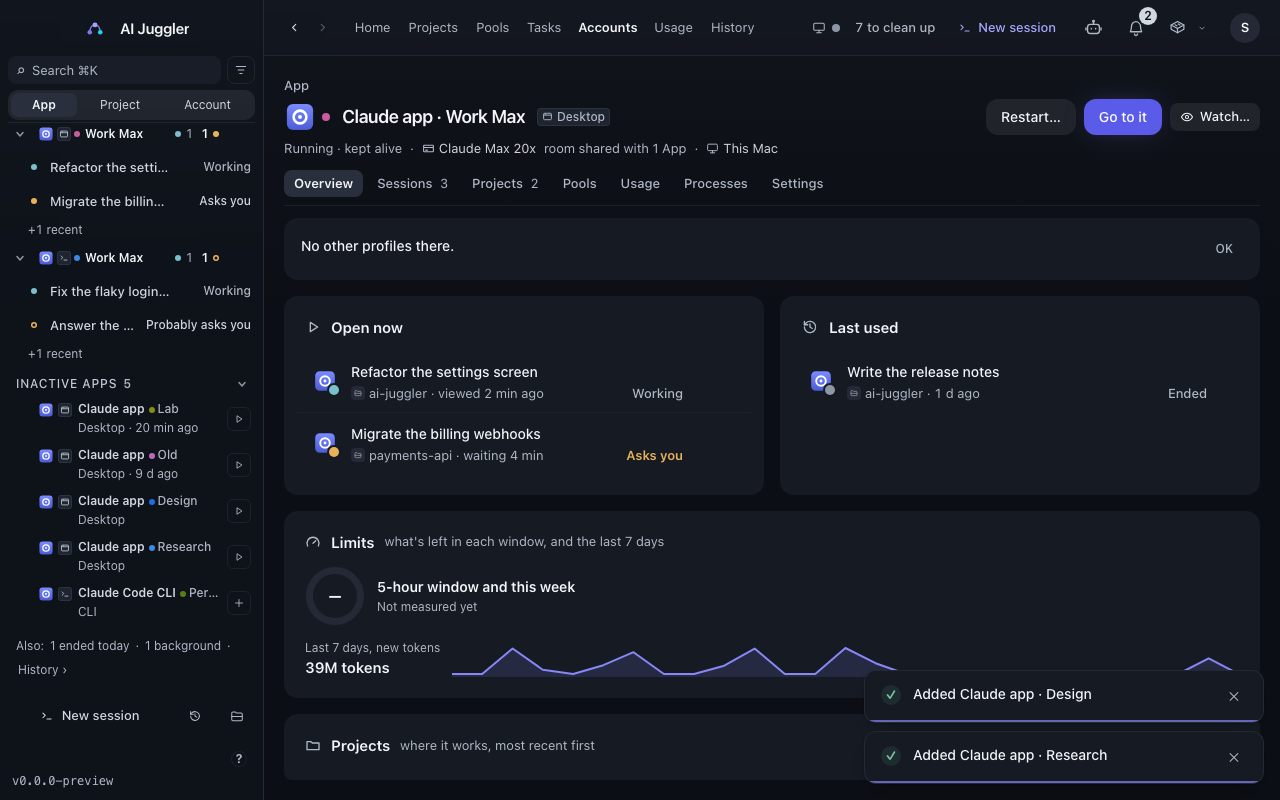 AI Juggler
Search ⌘K
App Project Account
Work Max 1 1
Refactor the setti... Working
Migrate the billin... Asks you
+1 recent
Work Max 1 1
Fix the flaky login... Working
Answer the ... Probably asks you
+1 recent
INACTIVE APPS 5
Claude app Lab
Desktop · 20 min ago
Claude app Old
Desktop · 9 d ago
Claude app Design
Desktop
Claude app Research
Desktop
Claude Code CLI Per...
CLI
Also: 1 ended today · 1 background ·
History ›
New session
?
v0.0.0-preview
Home Projects Pools Tasks Accounts Usage History
7 to clean up
New session
2
S
App
Claude app · Work Max Desktop
Restart... Go to it Watch...
Running · kept alive · Claude Max 20x room shared with 1 App · This Mac
Overview Sessions 3 Projects 2 Pools Usage Processes Settings
No other profiles there. OK
Open now
Refactor the settings screen
ai-juggler · viewed 2 min ago Working
Migrate the billing webhooks
payments-api · waiting 4 min Asks you
Last used
Write the release notes
ai-juggler · 1 d ago Ended
Limits what's left in each window, and the last 7 days
5-hour window and this week
Not measured yet
Last 7 days, new tokens
39M tokens
Projects where it works, most recent first
Added Claude app · Design
Added Claude app · Research